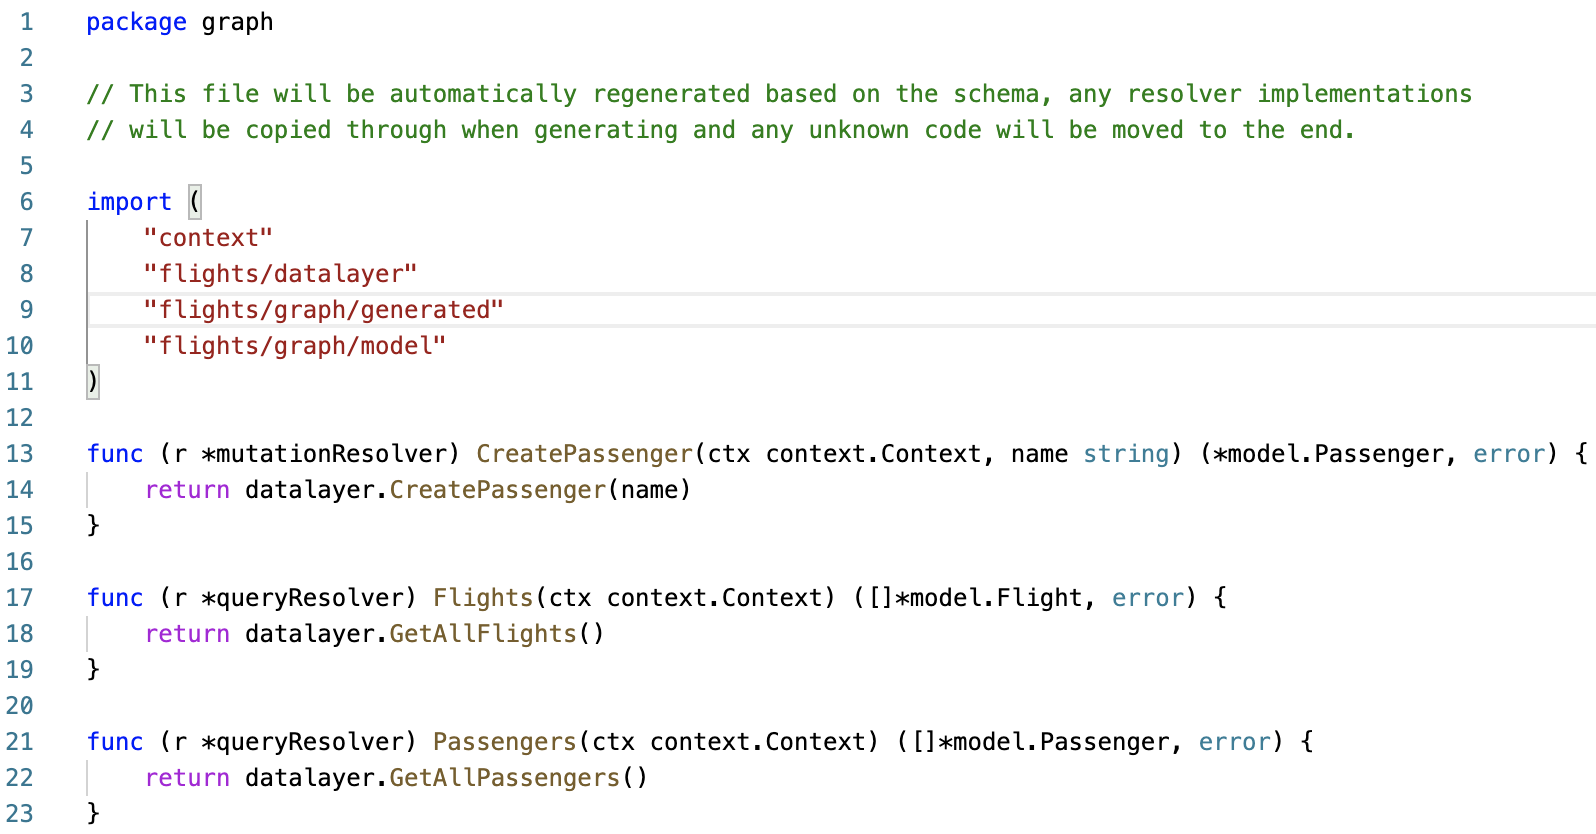 1 package graph
2
3 // This file will be automatically regenerated based on the schema, any resolver implementations
4 // will be copied through when generating and any unknown code will be moved to the end.
5
6 import (
7     "context"
8     "flights/datalayer"
9     "flights/graph/generated"
10     "flights/graph/model"
11 )
12
13 func (r *mutationResolver) CreatePassenger(ctx context.Context, name string) (*model.Passenger, error) {
14     return datalayer.CreatePassenger(name)
15 }
16
17 func (r *queryResolver) Flights(ctx context.Context) ([]*model.Flight, error) {
18     return datalayer.GetAllFlights()
19 }
20
21 func (r *queryResolver) Passengers(ctx context.Context) ([]*model.Passenger, error) {
22     return datalayer.GetAllPassengers()
23 }